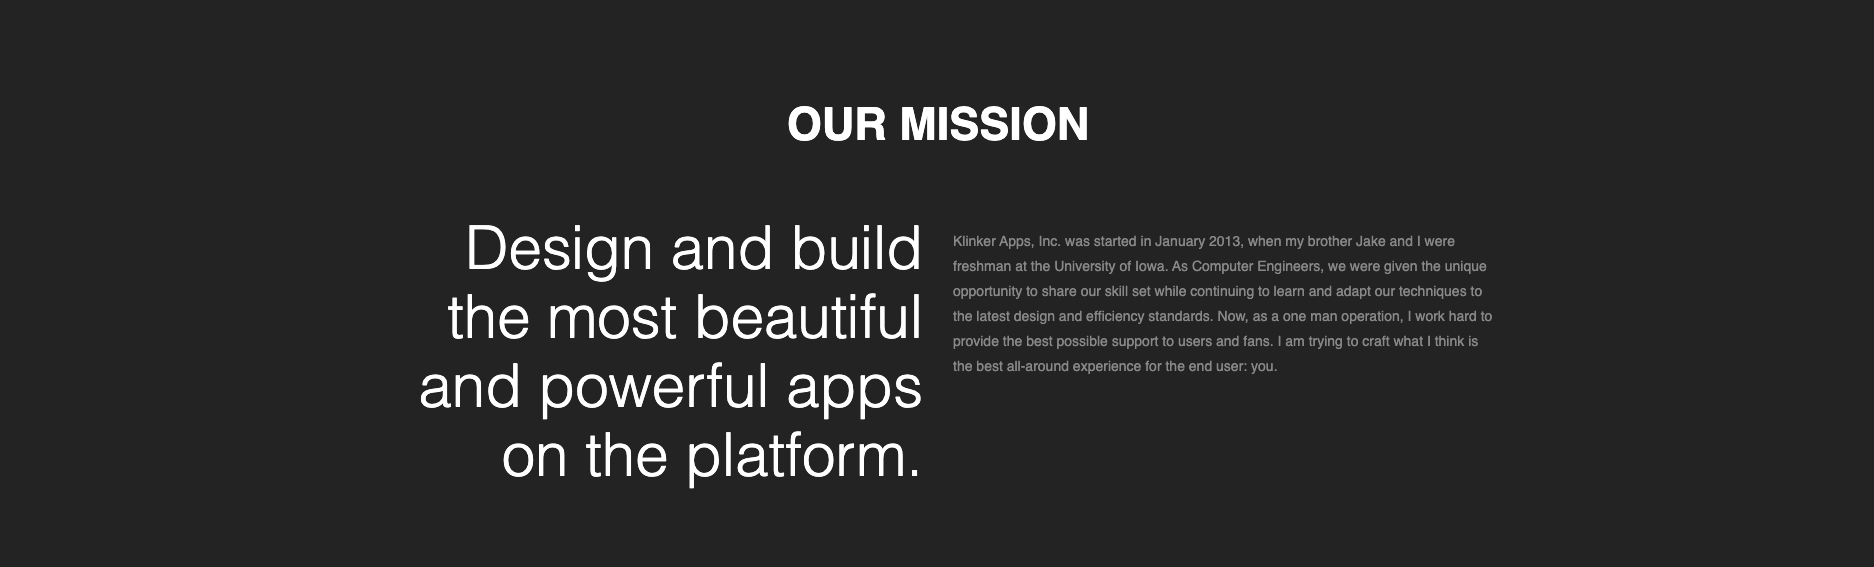 OUR MISSION
Design and build
the most beautiful
and powerful apps
on the platform.
Klinker Apps, Inc. was started in January 2013, when my brother Jake and I were
freshman at the University of Iowa. As Computer Engineers, we were given the unique
opportunity to share our skill set while continuing to learn and adapt our techniques to
the latest design and efficiency standards. Now, as a one man operation, I work hard to
provide the best possible support to users and fans. I am trying to craft what I think is
the best all-around experience for the end user: you.